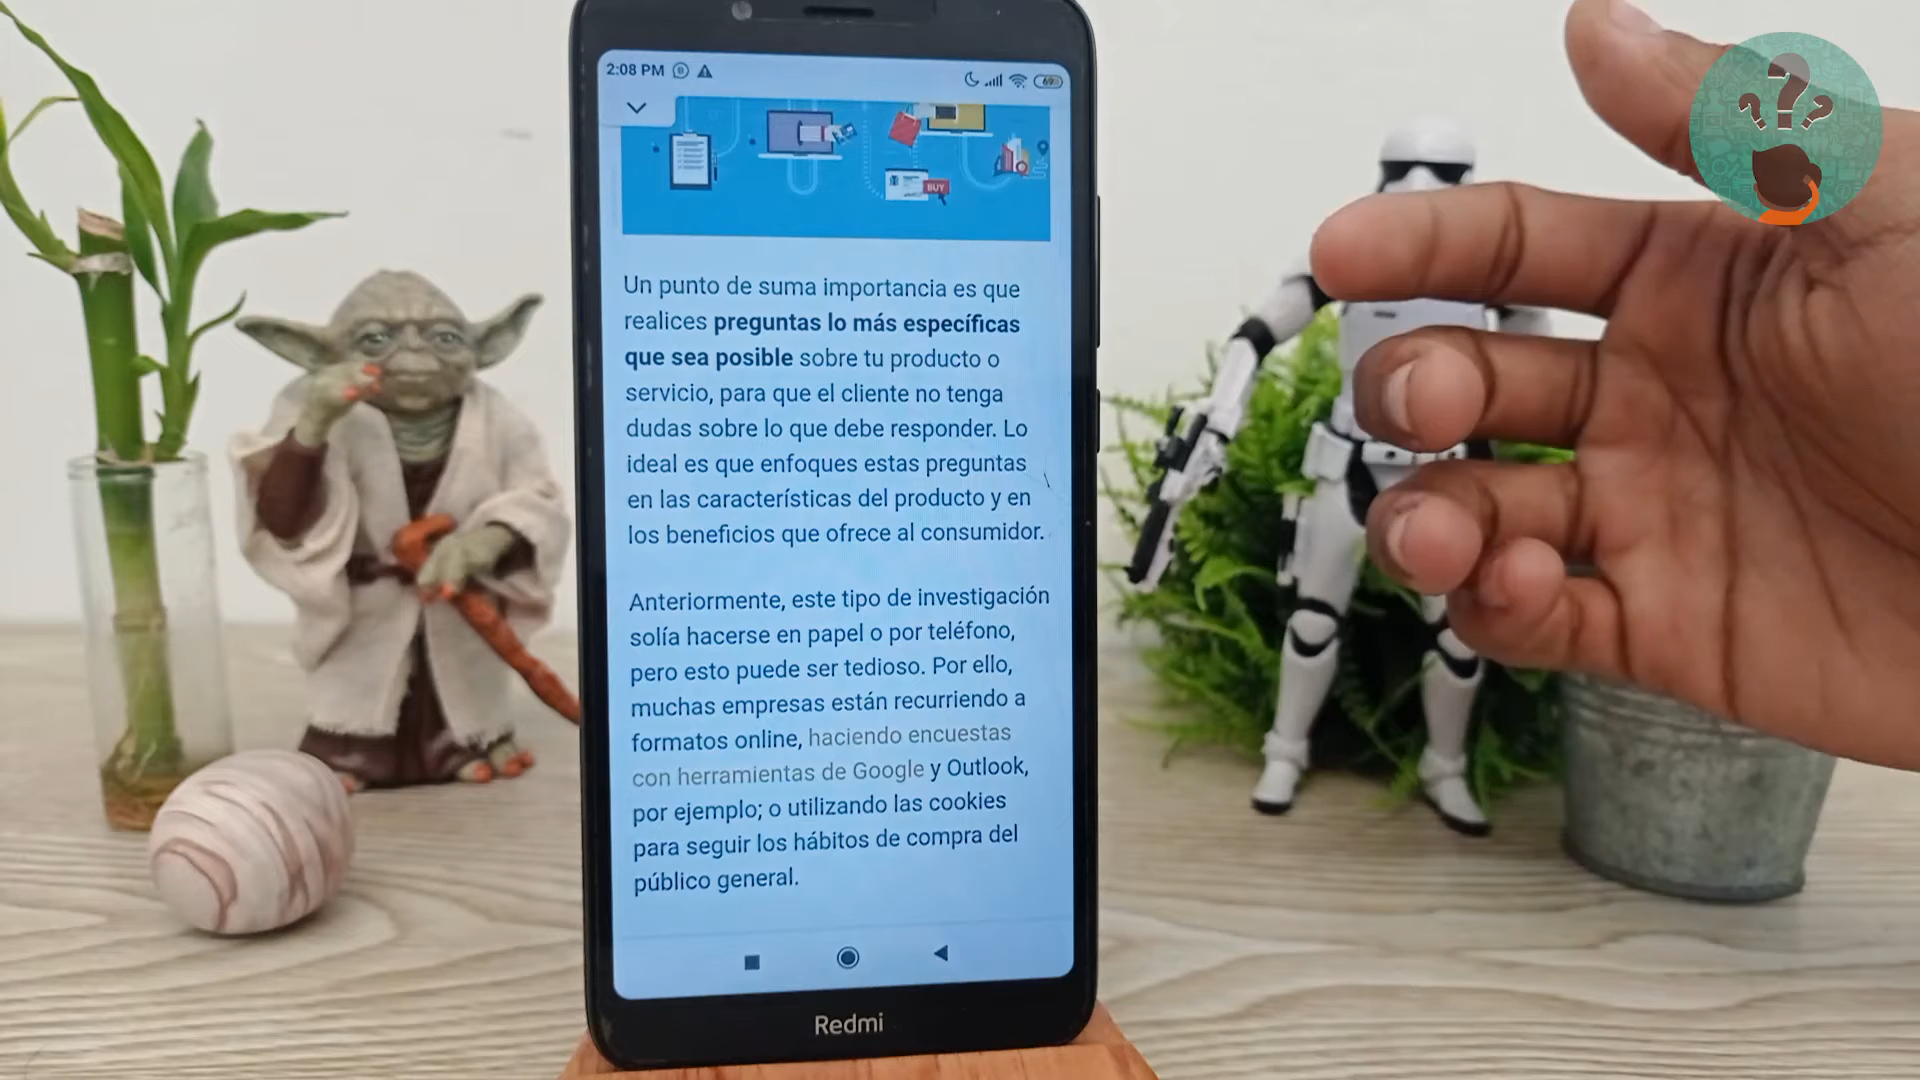 2:08 PM
69
BUY
Un punto de suma importancia es que
realices preguntas lo más específicas
que sea posible sobre tu producto o
servicio, para que el cliente no tenga
dudas sobre lo que debe responder. Lo
ideal es que enfoques estas preguntas
en las características del producto y en
los beneficios que ofrece al consumidor.
Anteriormente, este tipo de investigación
solía hacerse en papel o por teléfono,
pero esto puede ser tedioso. Por ello,
muchas empresas están recurriendo a
formatos online, haciendo encuestas
con herramientas de Google y Outlook,
por ejemplo; o utilizando las cookies
para seguir los hábitos de compra del
público general.
Redmi